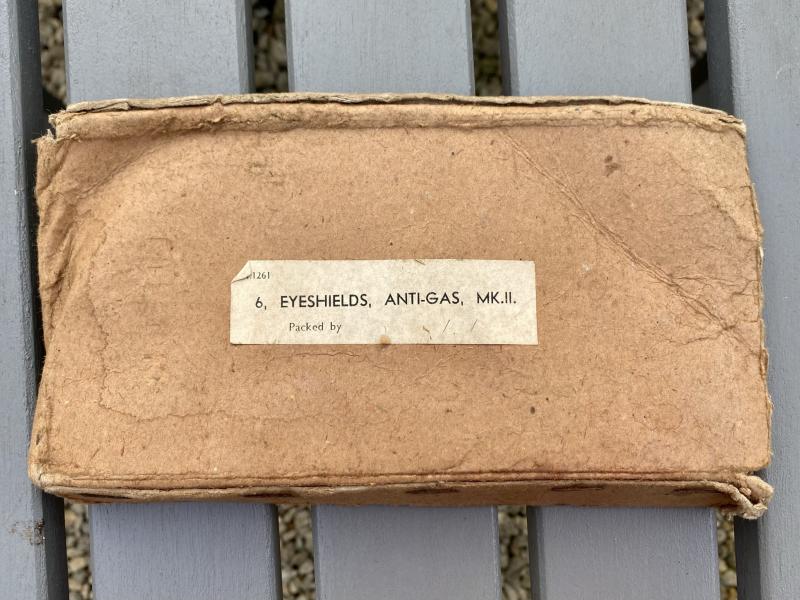 1261
6, EYESHIELDS, ANTI-GAS, MK.II.
Packed by / /